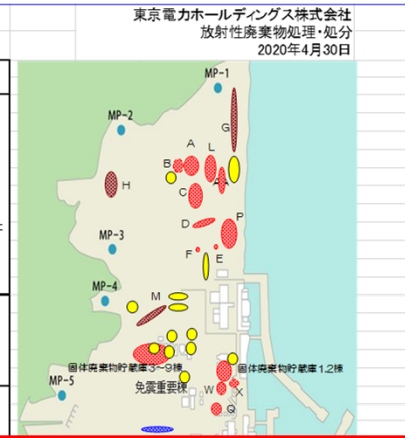 東京電力ホールディングス株式会社
放射性廃棄物処理・処分
2020年4月30日
MP-1
MP-2
G
A
L
B
H
AA
C
D
P
MP-3
F
E
MP-4
M
固体廃棄物貯蔵庫3～9棟
固体廃棄物貯蔵庫1,2棟
MP-5
免震重要棟
W
X
Q